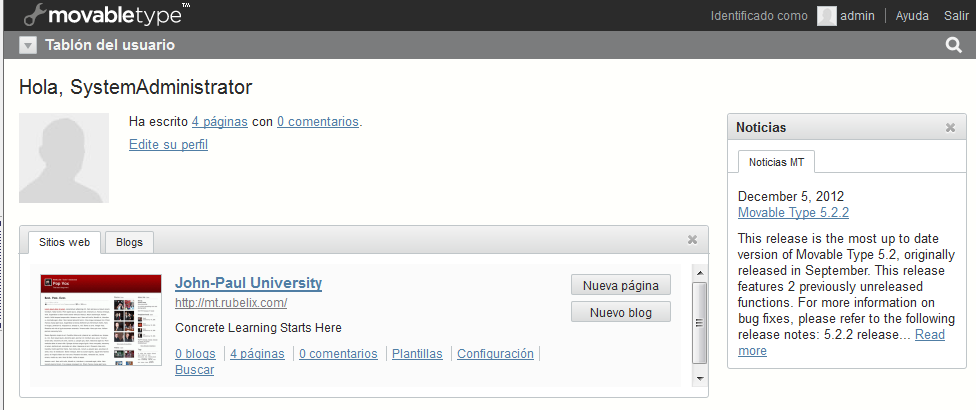 movabletype™
Identificado como admin Ayuda Salir
Tablón del usuario
Hola, SystemAdministrator
Ha escrito 4 páginas con 0 comentarios.
Edite su perfil
Noticias
Noticias MT
December 5, 2012
Movable Type 5.2.2
This release is the most up to date
version of Movable Type 5.2, originally
released in September. This release
features 2 previously unreleased
functions. For more information on
bug fixes, please refer to the following
release notes: 5.2.2 release... Read
more
Sitios web Blogs
John-Paul University
http://mt.rubelix.com/
Concrete Learning Starts Here
0 blogs 4 páginas 0 comentarios Plantillas Configuración
Buscar
Nueva página
Nuevo blog